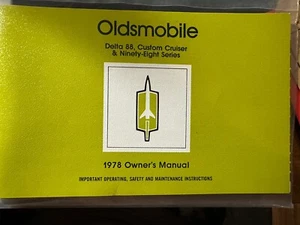 Oldsmobile
Delta 88, Custom Cruiser
& Ninety-Eight Series
1978 Owner's Manual
IMPORTANT OPERATING, SAFETY AND MAINTENANCE INSTRUCTIONS